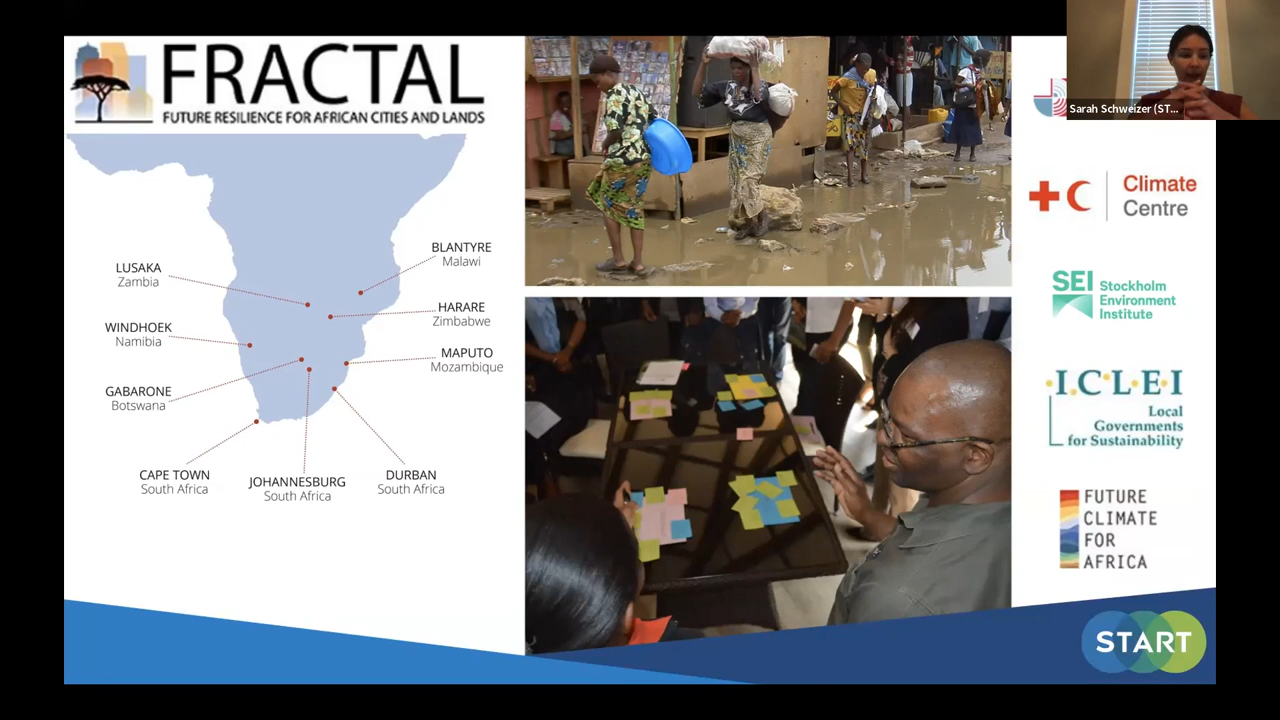 FRACTAL
FUTURE RESILIENCE FOR AFRICAN CITIES AND LANDS
BLANTYRE
Malawi
LUSAKA
Zambia
HARARE
Zimbabwe
WINDHOEK
Namibia
MAPUTO
Mozambique
GABARONE
Botswana
CAPE TOWN
South Africa
JOHANNESBURG
South Africa
DURBAN
South Africa
Sarah Schweizer (ST...
Climate
Centre
SEI Stockholm
Environment
Institute
I.C.L.E.I
Local
Governments
for Sustainability
FUTURE
CLIMATE
FOR
AFRICA
START